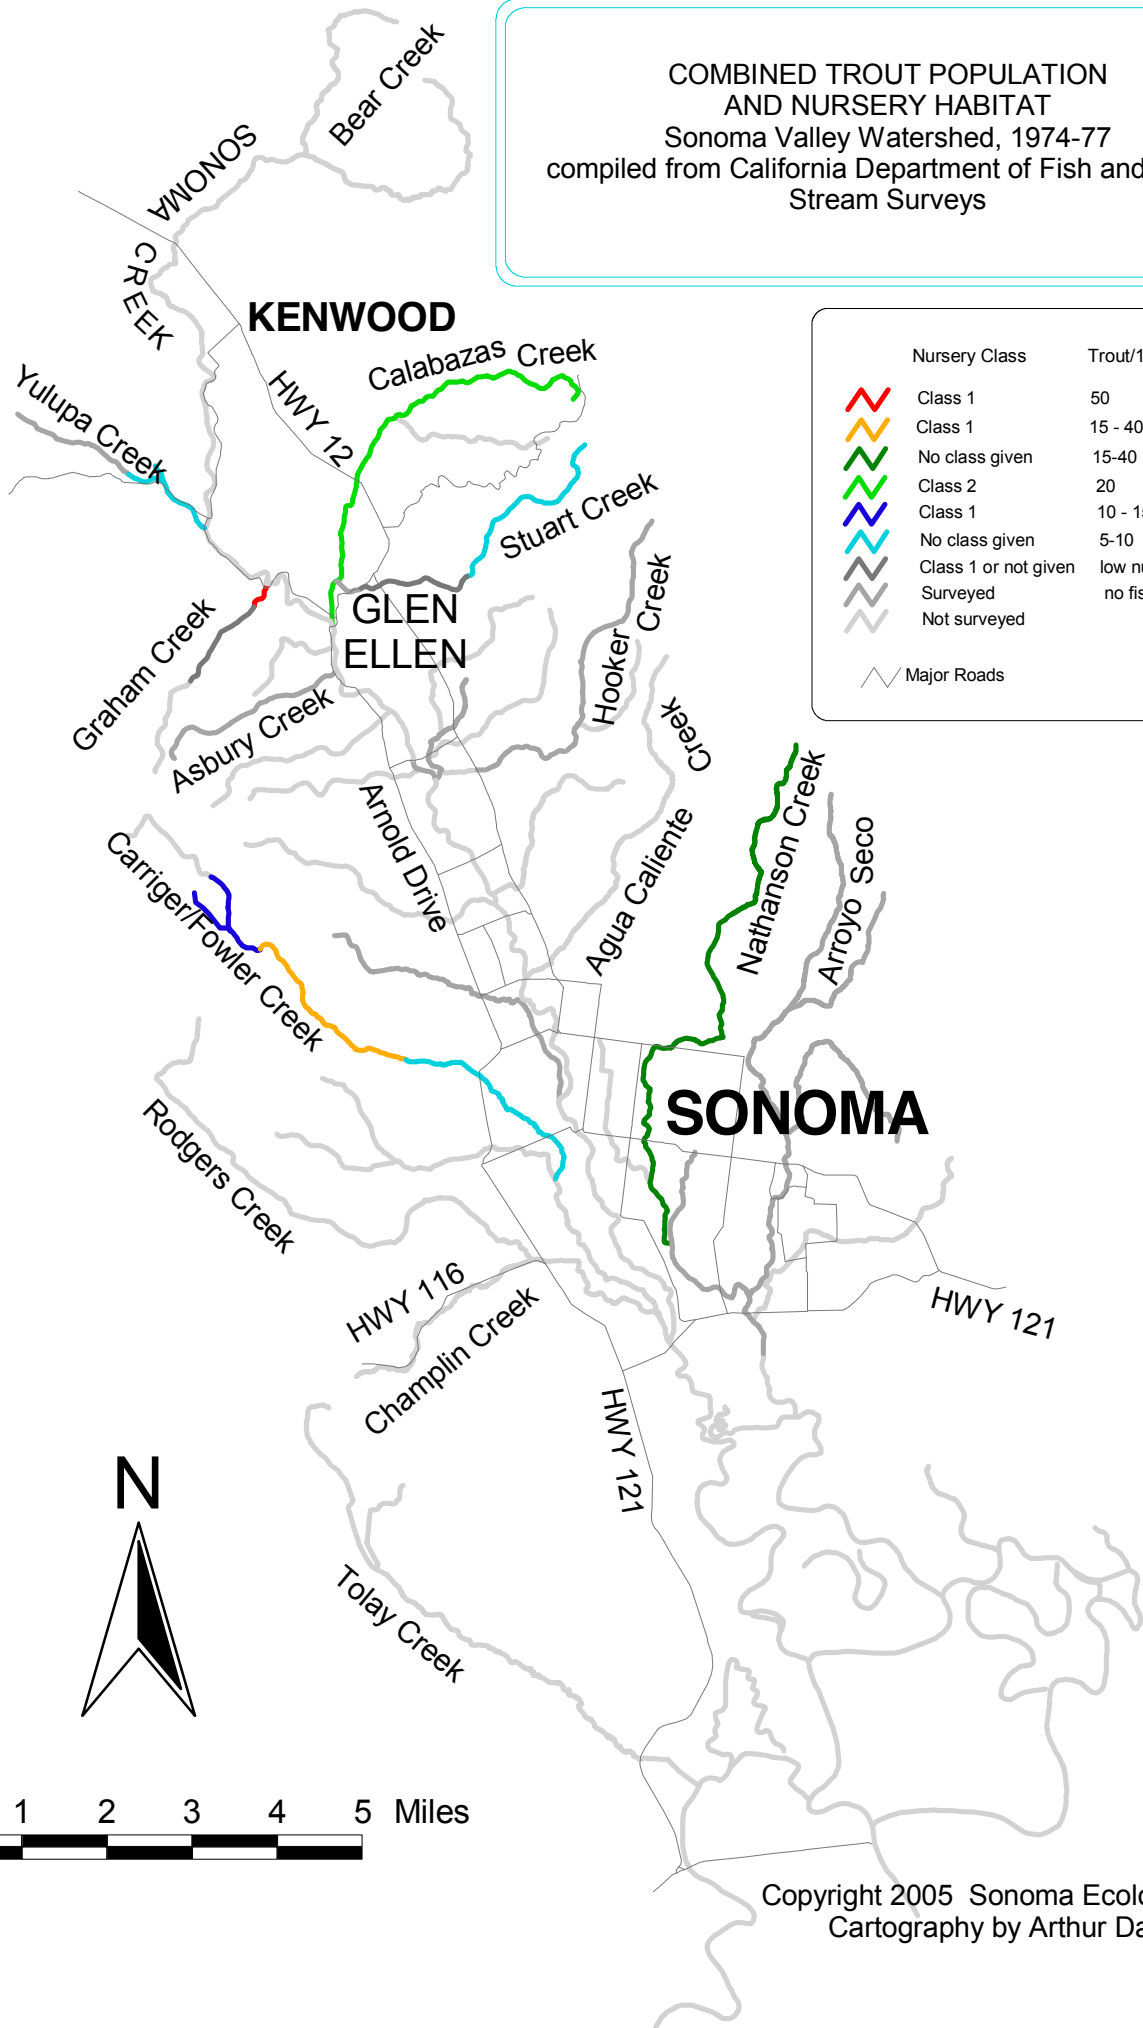 COMBINED TROUT POPULATION
AND NURSERY HABITAT
Sonoma Valley Watershed, 1974-77
compiled from California Department of Fish and
Stream Surveys
Nursery Class Trout/1
Class 1 50
Class 1 15 - 40
No class given 15-40
Class 2 20
Class 1 10 - 1
No class given 5-10
Class 1 or not given low
Surveyed no
Not surveyed
Major Roads
Bear Creek
SONOMA
CREEK
KENWOOD
Calabazas Creek
HWY 12
Yulupa Creek
Stuart Creek
GLEN
ELLEN
Graham Creek
Hooker Creek
Asbury Creek
Agua Caliente Creek
Nathanson Creek
Arroyo Seco
Arnold Drive
Carriger/Fowler Creek
SONOMA
Rodgers Creek
HWY 116
Champlin Creek
HWY 121
HWY 121
N
Tolay Creek
1 2 3 4 5 Miles
Copyright 2005 Sonoma
Cartography by Arthur